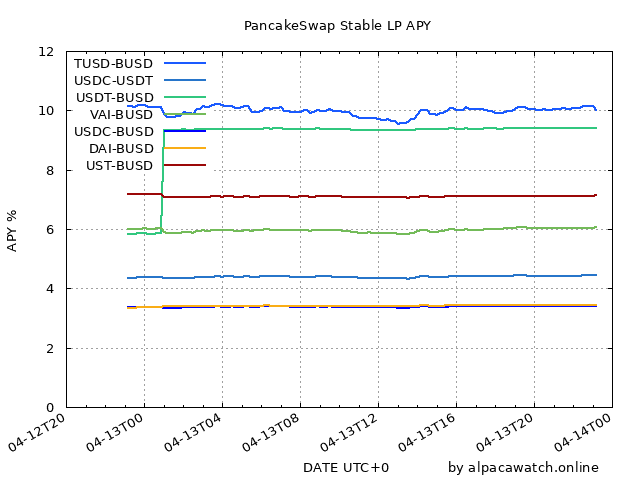 PancakeSwap Stable LP APY
12
10
8
6
4
2
0
APY %
TUSD-BUSD
USDC-USDT
USDT-BUSD
VAI-BUSD
USDC-BUSD
DAI-BUSD
UST-BUSD
04-12T20
04-13T00
04-13T04
04-13T08
04-13T12
04-13T16
04-13T20
04-14T00
DATE UTC+0
by alpacawatch.online